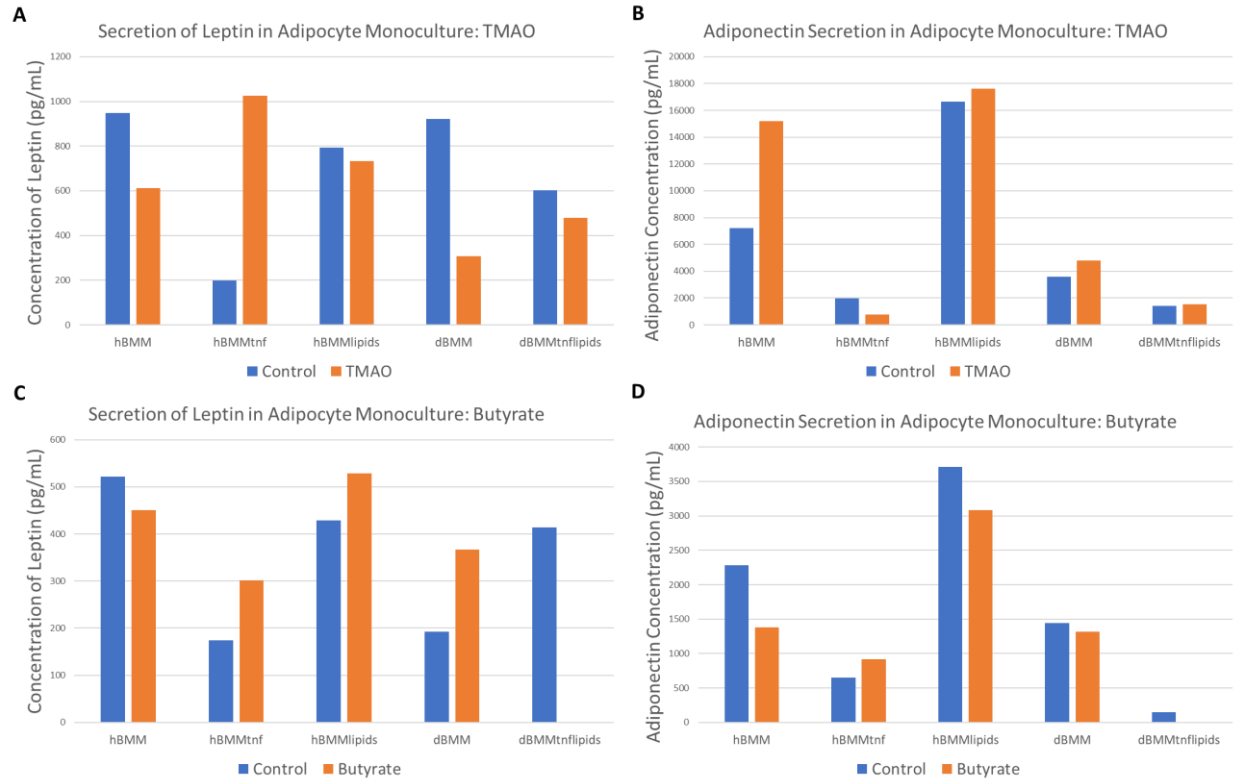 A
Secretion of Leptin in Adipocyte Monoculture: TMAO
Concentration of Leptin (pg/mL)
1200
1000
800
600
400
200
0
hBMM hBMMtnf hBMMlipids dBMM dBMMtnflipids
Control TMAO
B
Adiponectin Secretion in Adipocyte Monoculture: TMAO
Adiponectin Concentration (pg/mL)
20000
18000
16000
14000
12000
10000
8000
6000
4000
2000
0
hBMM hBMMtnf hBMMlipids dBMM dBMMtnflipids
Control TMAO
C
Secretion of Leptin in Adipocyte Monoculture: Butyrate
Concentration of Leptin (pg/mL)
600
500
400
300
200
100
0
hBMM hBMMtnf hBMMlipids dBMM dBMMtnflipids
Control Butyrate
D
Adiponectin Secretion in Adipocyte Monoculture: Butyrate
Adiponectin Concentration (pg/mL)
4000
3500
3000
2500
2000
1500
1000
500
0
hBMM hBMMtnf hBMMlipids dBMM dBMMtnflipids
Control Butyrate